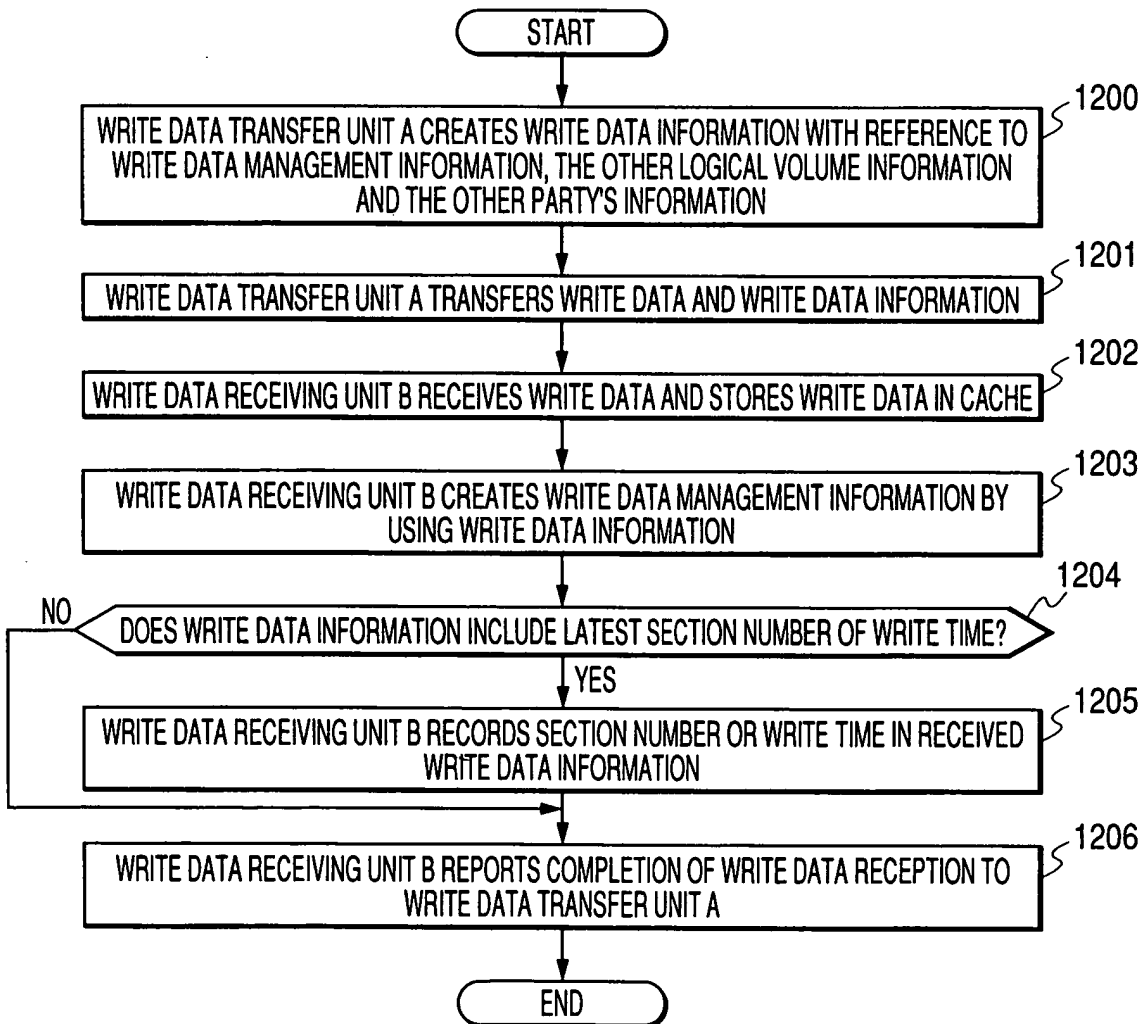 START
1200
WRITE DATA TRANSFER UNIT A CREATES WRITE DATA INFORMATION WITH REFERENCE TO
WRITE DATA MANAGEMENT INFORMATION, THE OTHER LOGICAL VOLUME INFORMATION
AND THE OTHER PARTY'S INFORMATION
1201
WRITE DATA TRANSFER UNIT A TRANSFERS WRITE DATA AND WRITE DATA INFORMATION
1202
WRITE DATA RECEIVING UNIT B RECEIVES WRITE DATA AND STORES WRITE DATA IN CACHE
1203
WRITE DATA RECEIVING UNIT B CREATES WRITE DATA MANAGEMENT INFORMATION BY
USING WRITE DATA INFORMATION
1204
NO
DOES WRITE DATA INFORMATION INCLUDE LATEST SECTION NUMBER OF WRITE TIME?
YES
1205
WRITE DATA RECEIVING UNIT B RECORDS SECTION NUMBER OR WRITE TIME IN RECEIVED
WRITE DATA INFORMATION
1206
WRITE DATA RECEIVING UNIT B REPORTS COMPLETION OF WRITE DATA RECEPTION TO
WRITE DATA TRANSFER UNIT A
END